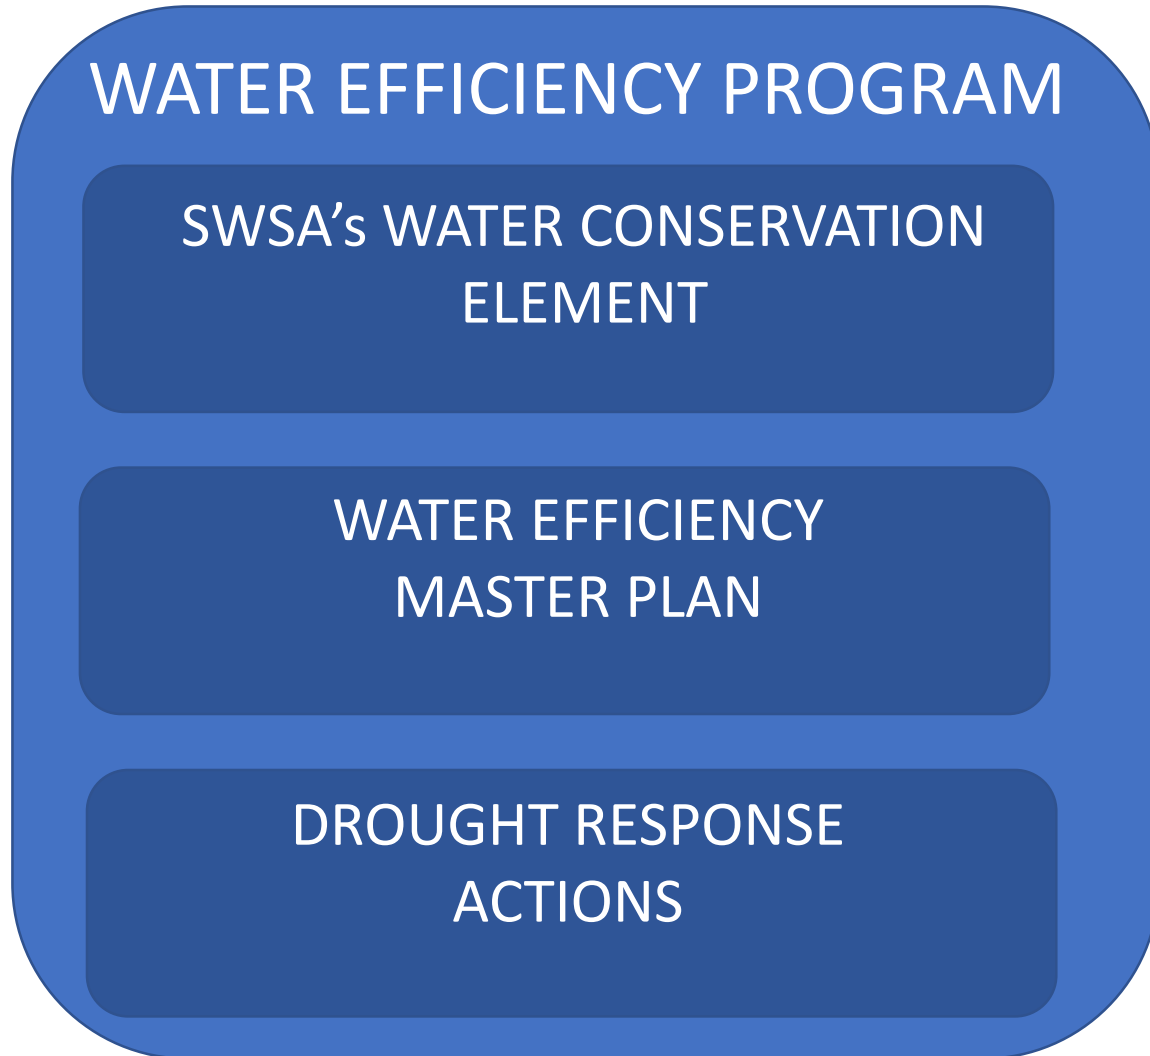 WATER EFFICIENCY PROGRAM
SWSA’s WATER CONSERVATION
ELEMENT
WATER EFFICIENCY
MASTER PLAN
DROUGHT RESPONSE
ACTIONS